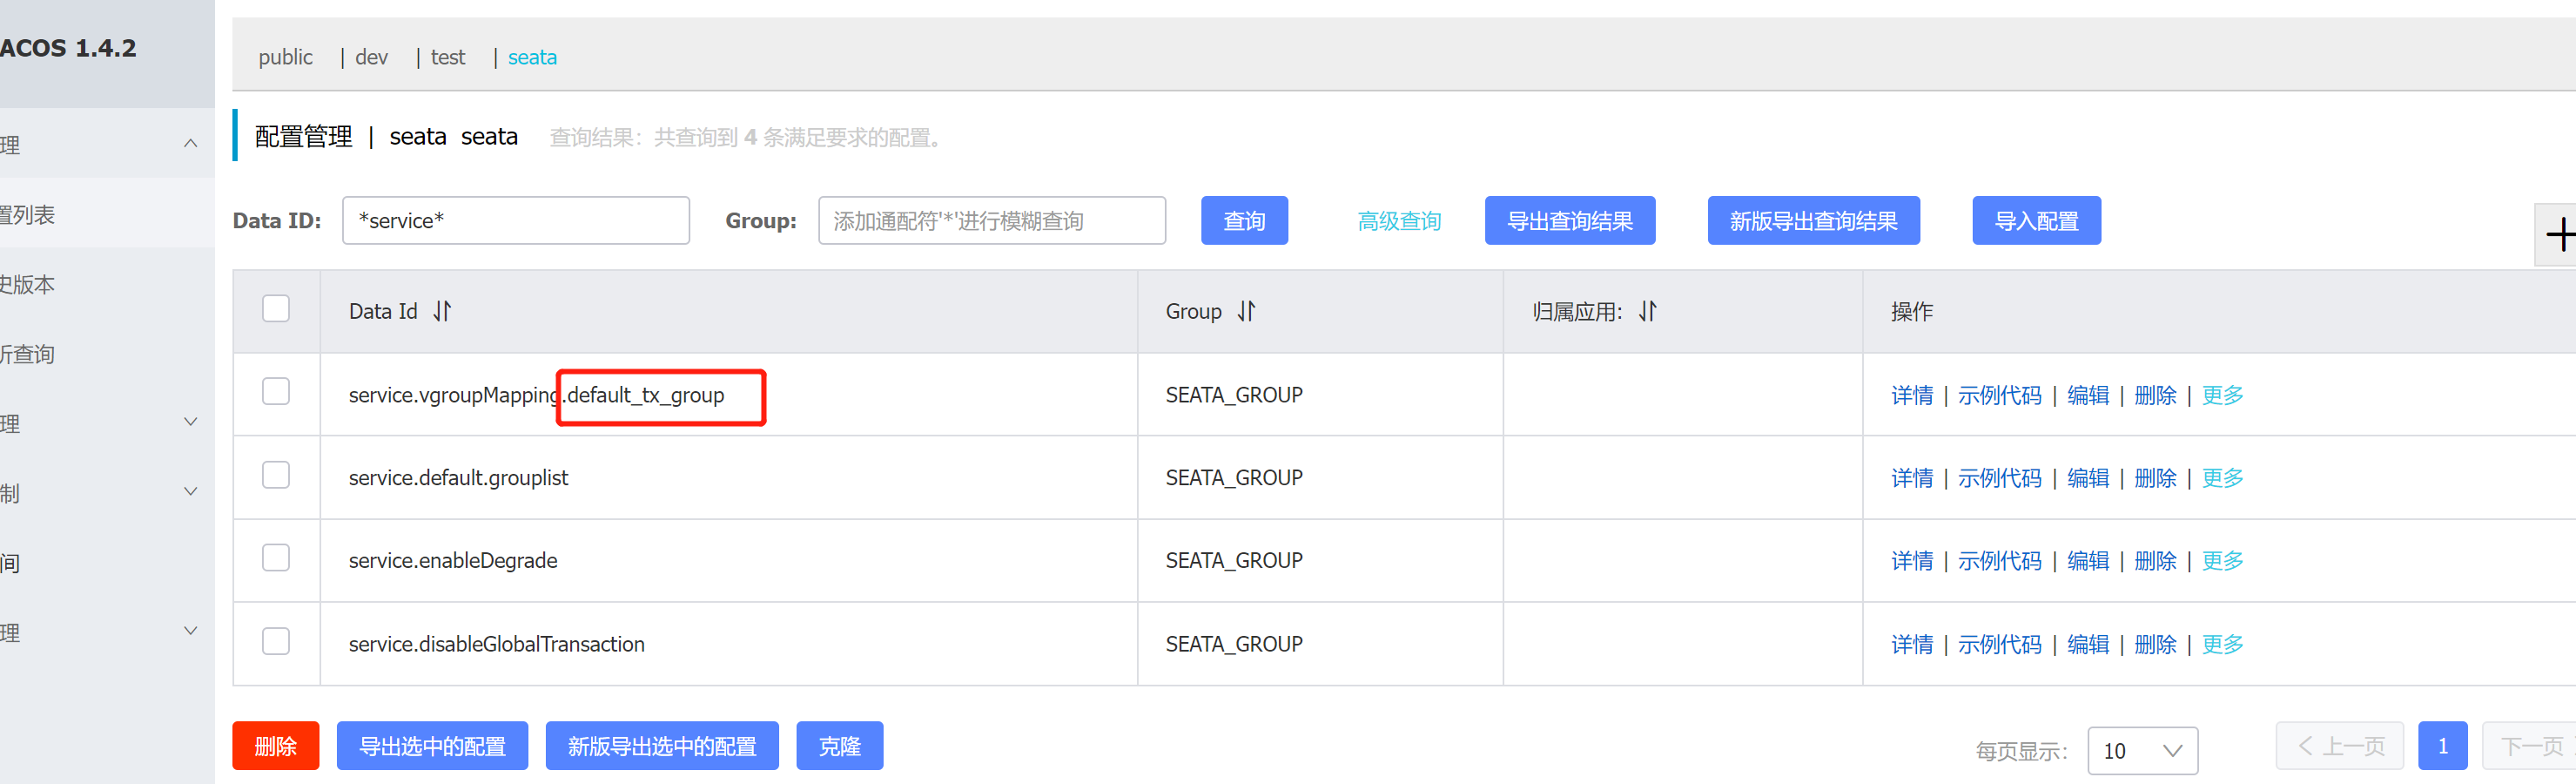 ACOS 1.4.2
public | dev | test | seata
理
置列表
史版本
听查询
理
制
间
理
配置管理 | seata seata 查询结果：共查询到 4 条满足要求的配置。
Data ID: *service* Group: 添加通配符'*'进行模糊查询 查询 高级查询 导出查询结果 新版导出查询结果 导入配置
Data Id Group 归属应用: 操作
service.vgroupMapping.default_tx_group SEATA_GROUP 详情 | 示例代码 | 编辑 | 删除 | 更多
service.default.grouplist SEATA_GROUP 详情 | 示例代码 | 编辑 | 删除 | 更多
service.enableDegrade SEATA_GROUP 详情 | 示例代码 | 编辑 | 删除 | 更多
service.disableGlobalTransaction SEATA_GROUP 详情 | 示例代码 | 编辑 | 删除 | 更多
删除 导出选中的配置 新版导出选中的配置 克隆 每页显示: 10 上一页 1 下一页